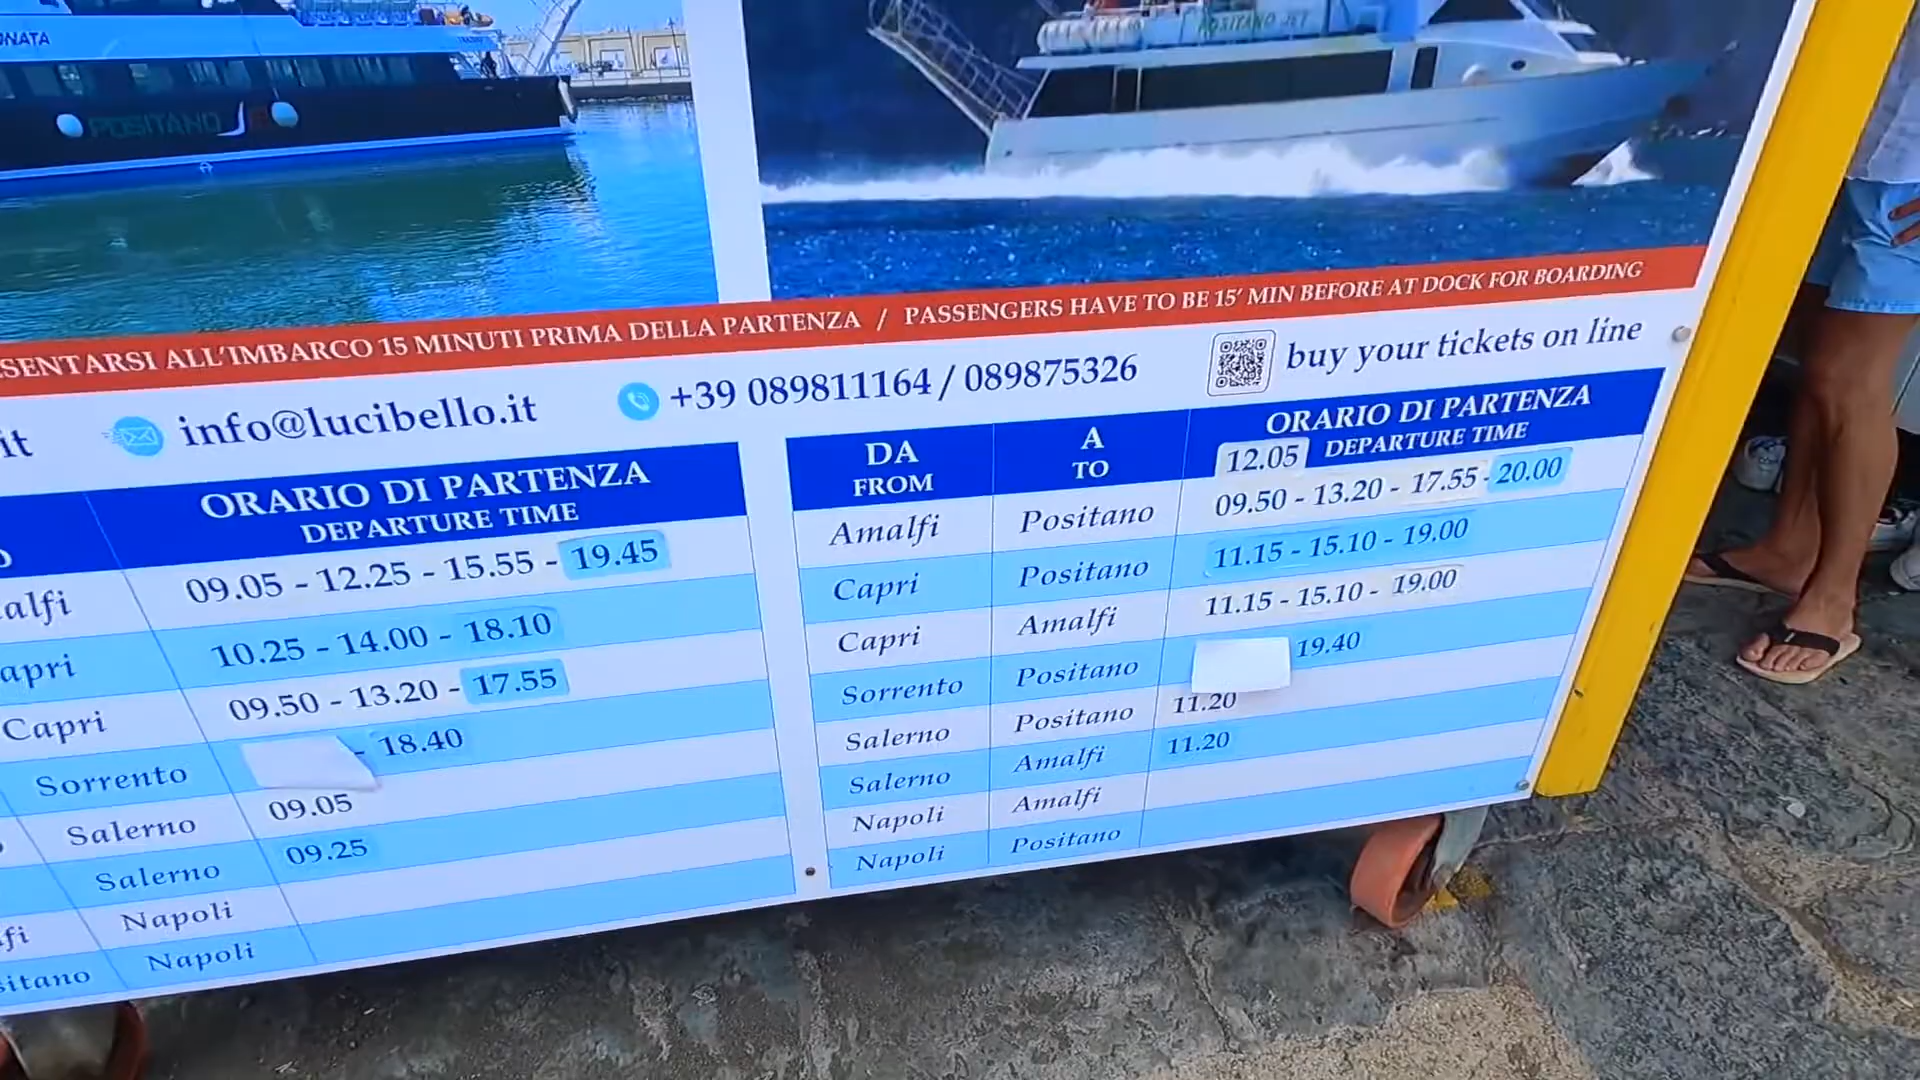 ONATA
POSITANO JET
POSITANO JET
SENTARSI ALL'IMBARCO 15 MINUTI PRIMA DELLA PARTENZA / PASSENGERS HAVE TO BE 15' MIN BEFORE AT DOCK FOR BOARDING
it info@lucibello.it +39 089811164 / 089875326 buy your tickets on line
ORARIO DI PARTENZA
DEPARTURE TIME
O
alfi 09.05 - 12.25 - 15.55 - 19.45
apri 10.25 - 14.00 - 18.10
Capri 09.50 - 13.20 - 17.55
Sorrento - 18.40
Salerno 09.05
Salerno 09.25
fi Napoli
sitano Napoli
DA A ORARIO DI PARTENZA
FROM TO 12.05 DEPARTURE TIME
Amalfi Positano 09.50 - 13.20 - 17.55 - 20.00
Capri Positano 11.15 - 15.10 - 19.00
Capri Amalfi 11.15 - 15.10 - 19.00
Sorrento Positano 19.40
Salerno Positano 11.20
Salerno Amalfi 11.20
Napoli Amalfi
Napoli Positano